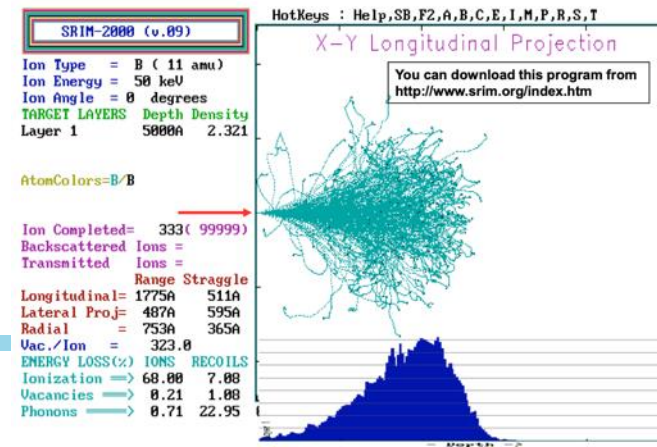 HotKeys : Help,SB,F2,A,B,C,E,I,M,P,R,S,T
SRIM-2000 (v.09)
X-Y Longitudinal Projection
Ion Type = B ( 11 amu)
Ion Energy = 50 keV
Ion Angle = 0 degrees
You can download this program from
http://www.srim.org/index.htm
TARGET LAYERS Depth Density
Layer 1 5000A 2.321
AtomColors=B/B
Ion Completed= 333( 99999)
Backscattered Ions =
Transmitted Ions =
Range Straggle
Longitudinal= 1775A 511A
Lateral Proj= 487A 595A
Radial = 753A 365A
Vac./Ion = 323.0
ENERGY LOSS(%) IONS RECOILS
Ionization ==> 68.00 7.08
Vacancies ==> 0.21 1.08
Phonons ==> 0.71 22.95
Depth ->